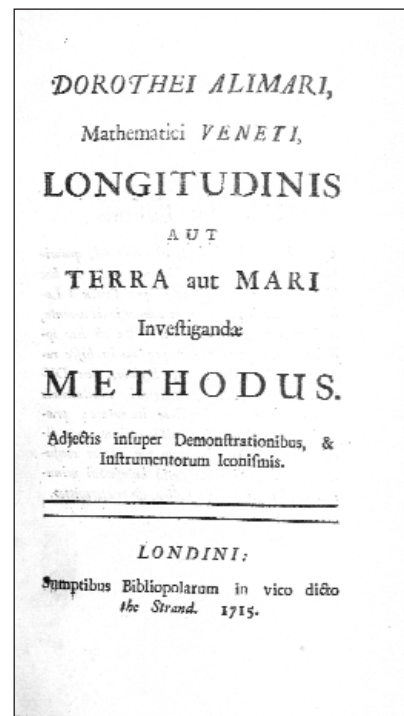 DOROTHEI ALIMARI,
Mathematici VENETI,
LONGITUDINIS
AUT
TERRA aut MARI
Inveſtigandæ
METHODUS.
Adjectis inſuper Demonſtrationibus, &
Inſtrumentorum Iconiſmis.
LONDINI:
Sumptibus Bibliopolarum in vico dicto
the Strand. 1715.